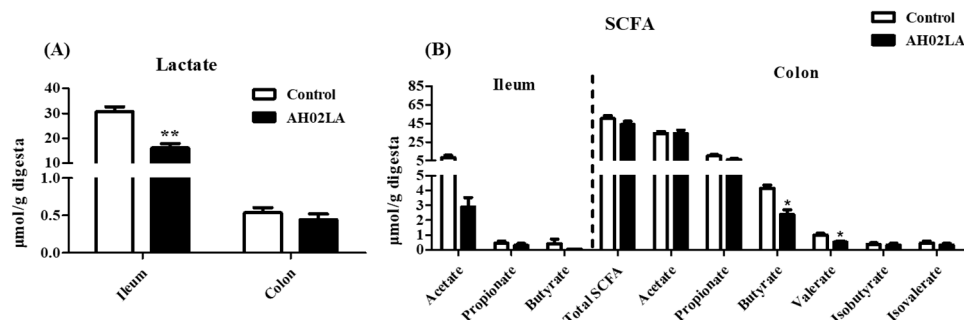 (A)
Lactate
Control
AH02LA
μmol/g digesta
40
30
20
10
1.0
0.5
0.0
**
Ileum
Colon
SCFA
Control
AH02LA
(B)
Ileum
Colon
μmol/g digesta
85
65
45
25
5
5
4
3
2
1
0
*
*
Acetate
Propionate
Butyrate
Total SCFA
Acetate
Propionate
Butyrate
Valerate
Isobutyrate
Isovalerate